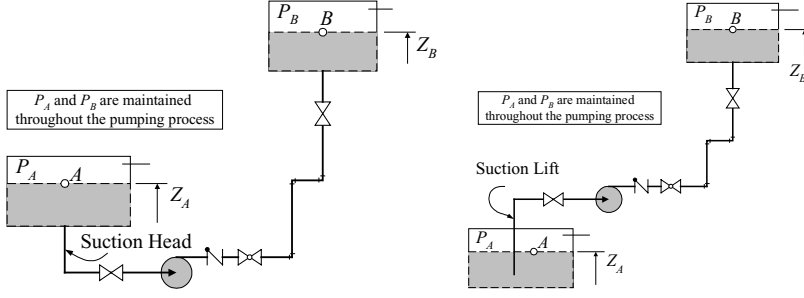 P_B B
Z_B
P_A and P_B are maintained
throughout the pumping process
P_A A
Z_A
Suction Head
P_B B
Z_B
P_A and P_B are maintained
throughout the pumping process
Suction Lift
P_A A
Z_A